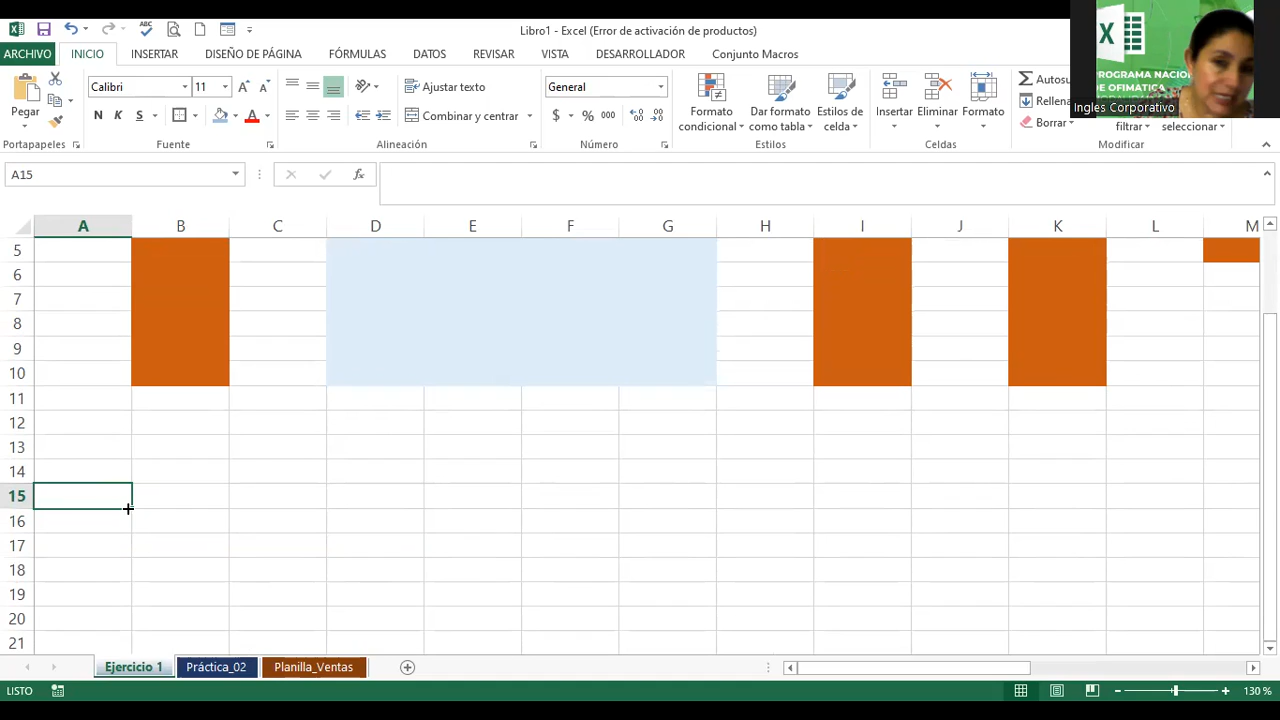 Libro1 - Excel (Error de activación de productos)
ARCHIVO INICIO INSERTAR DISEÑO DE PÁGINA FÓRMULAS DATOS REVISAR VISTA DESARROLLADOR Conjunto Macros
Pegar
Calibri 11
N K S
Ajustar texto
Combinar y centrar
General
$ % 000
Formato condicional
Dar formato como tabla
Estilos de celda
Insertar
Eliminar
Formato
Autosu
Rellena
Borrar
filtrar
seleccionar
Portapapeles Fuente Alineación Número Estilos Celdas Modificar
PROGRAMA NACION
DE OFIMATICA
Ingles Corporativo
A15
fx
A B C D E F G H I J K L M
5
6
7
8
9
10
11
12
13
14
15
16
17
18
19
20
21
Ejercicio 1 Práctica_02 Planilla_Ventas
LISTO
130 %